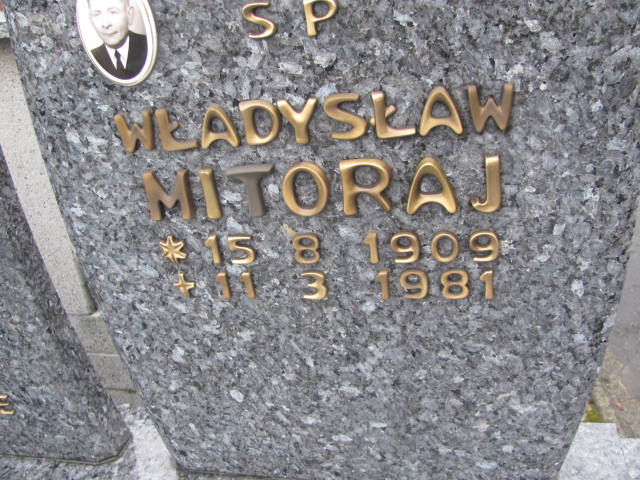 SP
WŁADYSŁAW
MITORAJ
* 15 8 1909
+ 11 3 1981